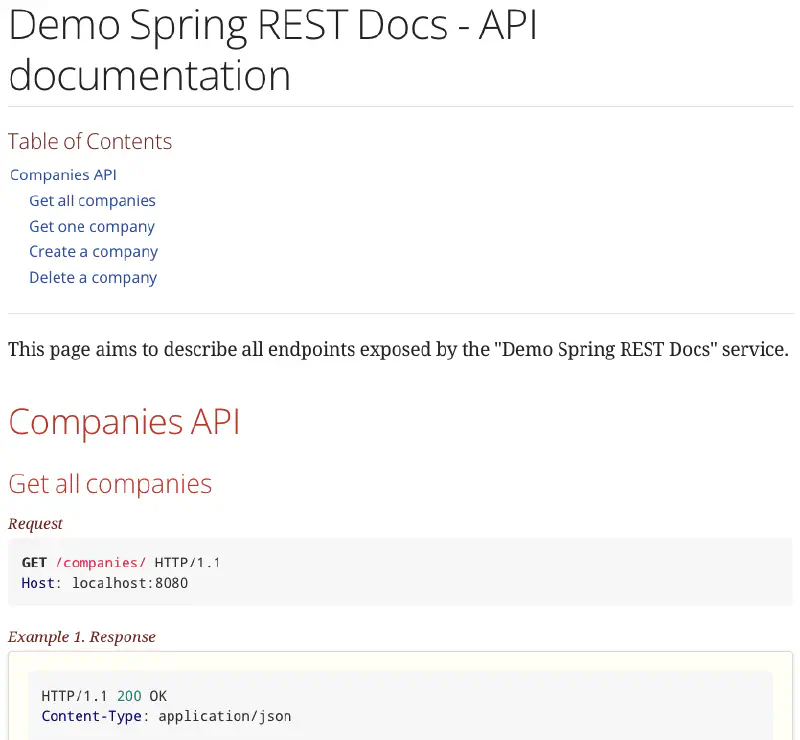 Demo Spring REST Docs - API
documentation
Table of Contents
Companies API
Get all companies
Get one company
Create a company
Delete a company
This page aims to describe all endpoints exposed by the "Demo Spring REST Docs" service.
Companies API
Get all companies
Request
GET /companies/ HTTP/1.1
Host: localhost:8080
Example 1. Response
HTTP/1.1 200 OK
Content-Type: application/json